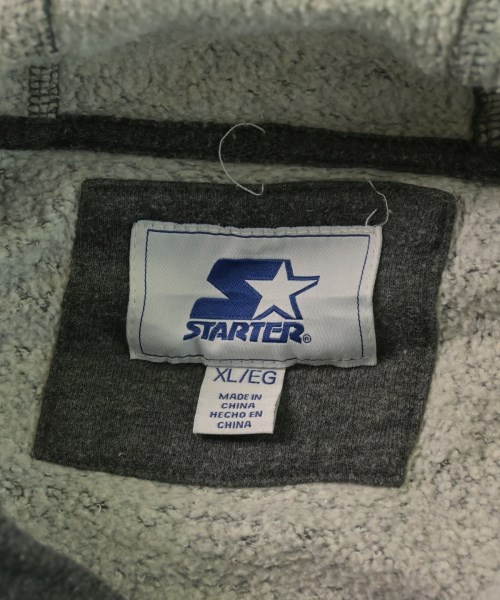 STARTER®
XL/EG
MADE IN
CHINA
HECHO EN
CHINA